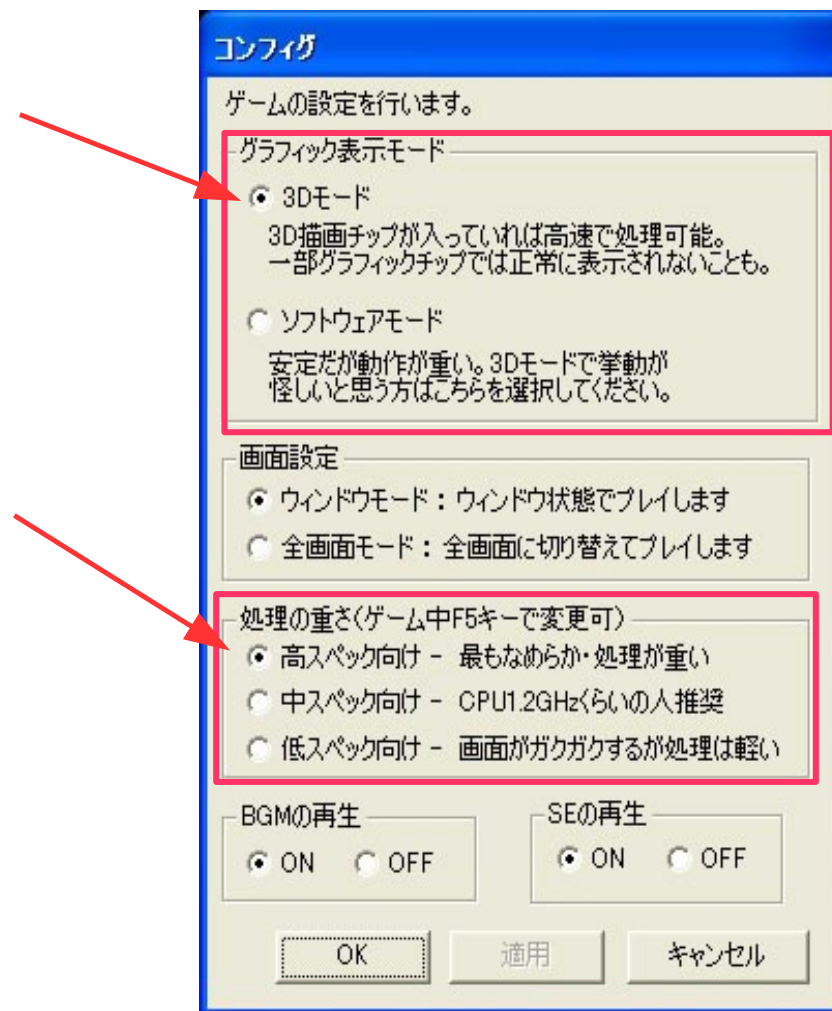 コンフィグ
ゲームの設定を行います。
グラフィック表示モード
3Dモード
3D描画チップが入っていれば高速で処理可能。
一部グラフィックチップでは正常に表示されないことも。
ソフトウェアモード
安定だが動作が重い。3Dモードで挙動が
怪しいと思う方はこちらを選択してください。
画面設定
ウィンドウモード：ウィンドウ状態でプレイします
全画面モード：全画面に切り替えてプレイします
処理の重さ(ゲーム中F5キーで変更可)
高スペック向け － 最もなめらか・処理が重い
中スペック向け － CPU1.2GHzくらいの人推奨
低スペック向け － 画面がガクガクするが処理は軽い
BGMの再生 SEの再生
ON OFF ON OFF
OK 適用 キャンセル